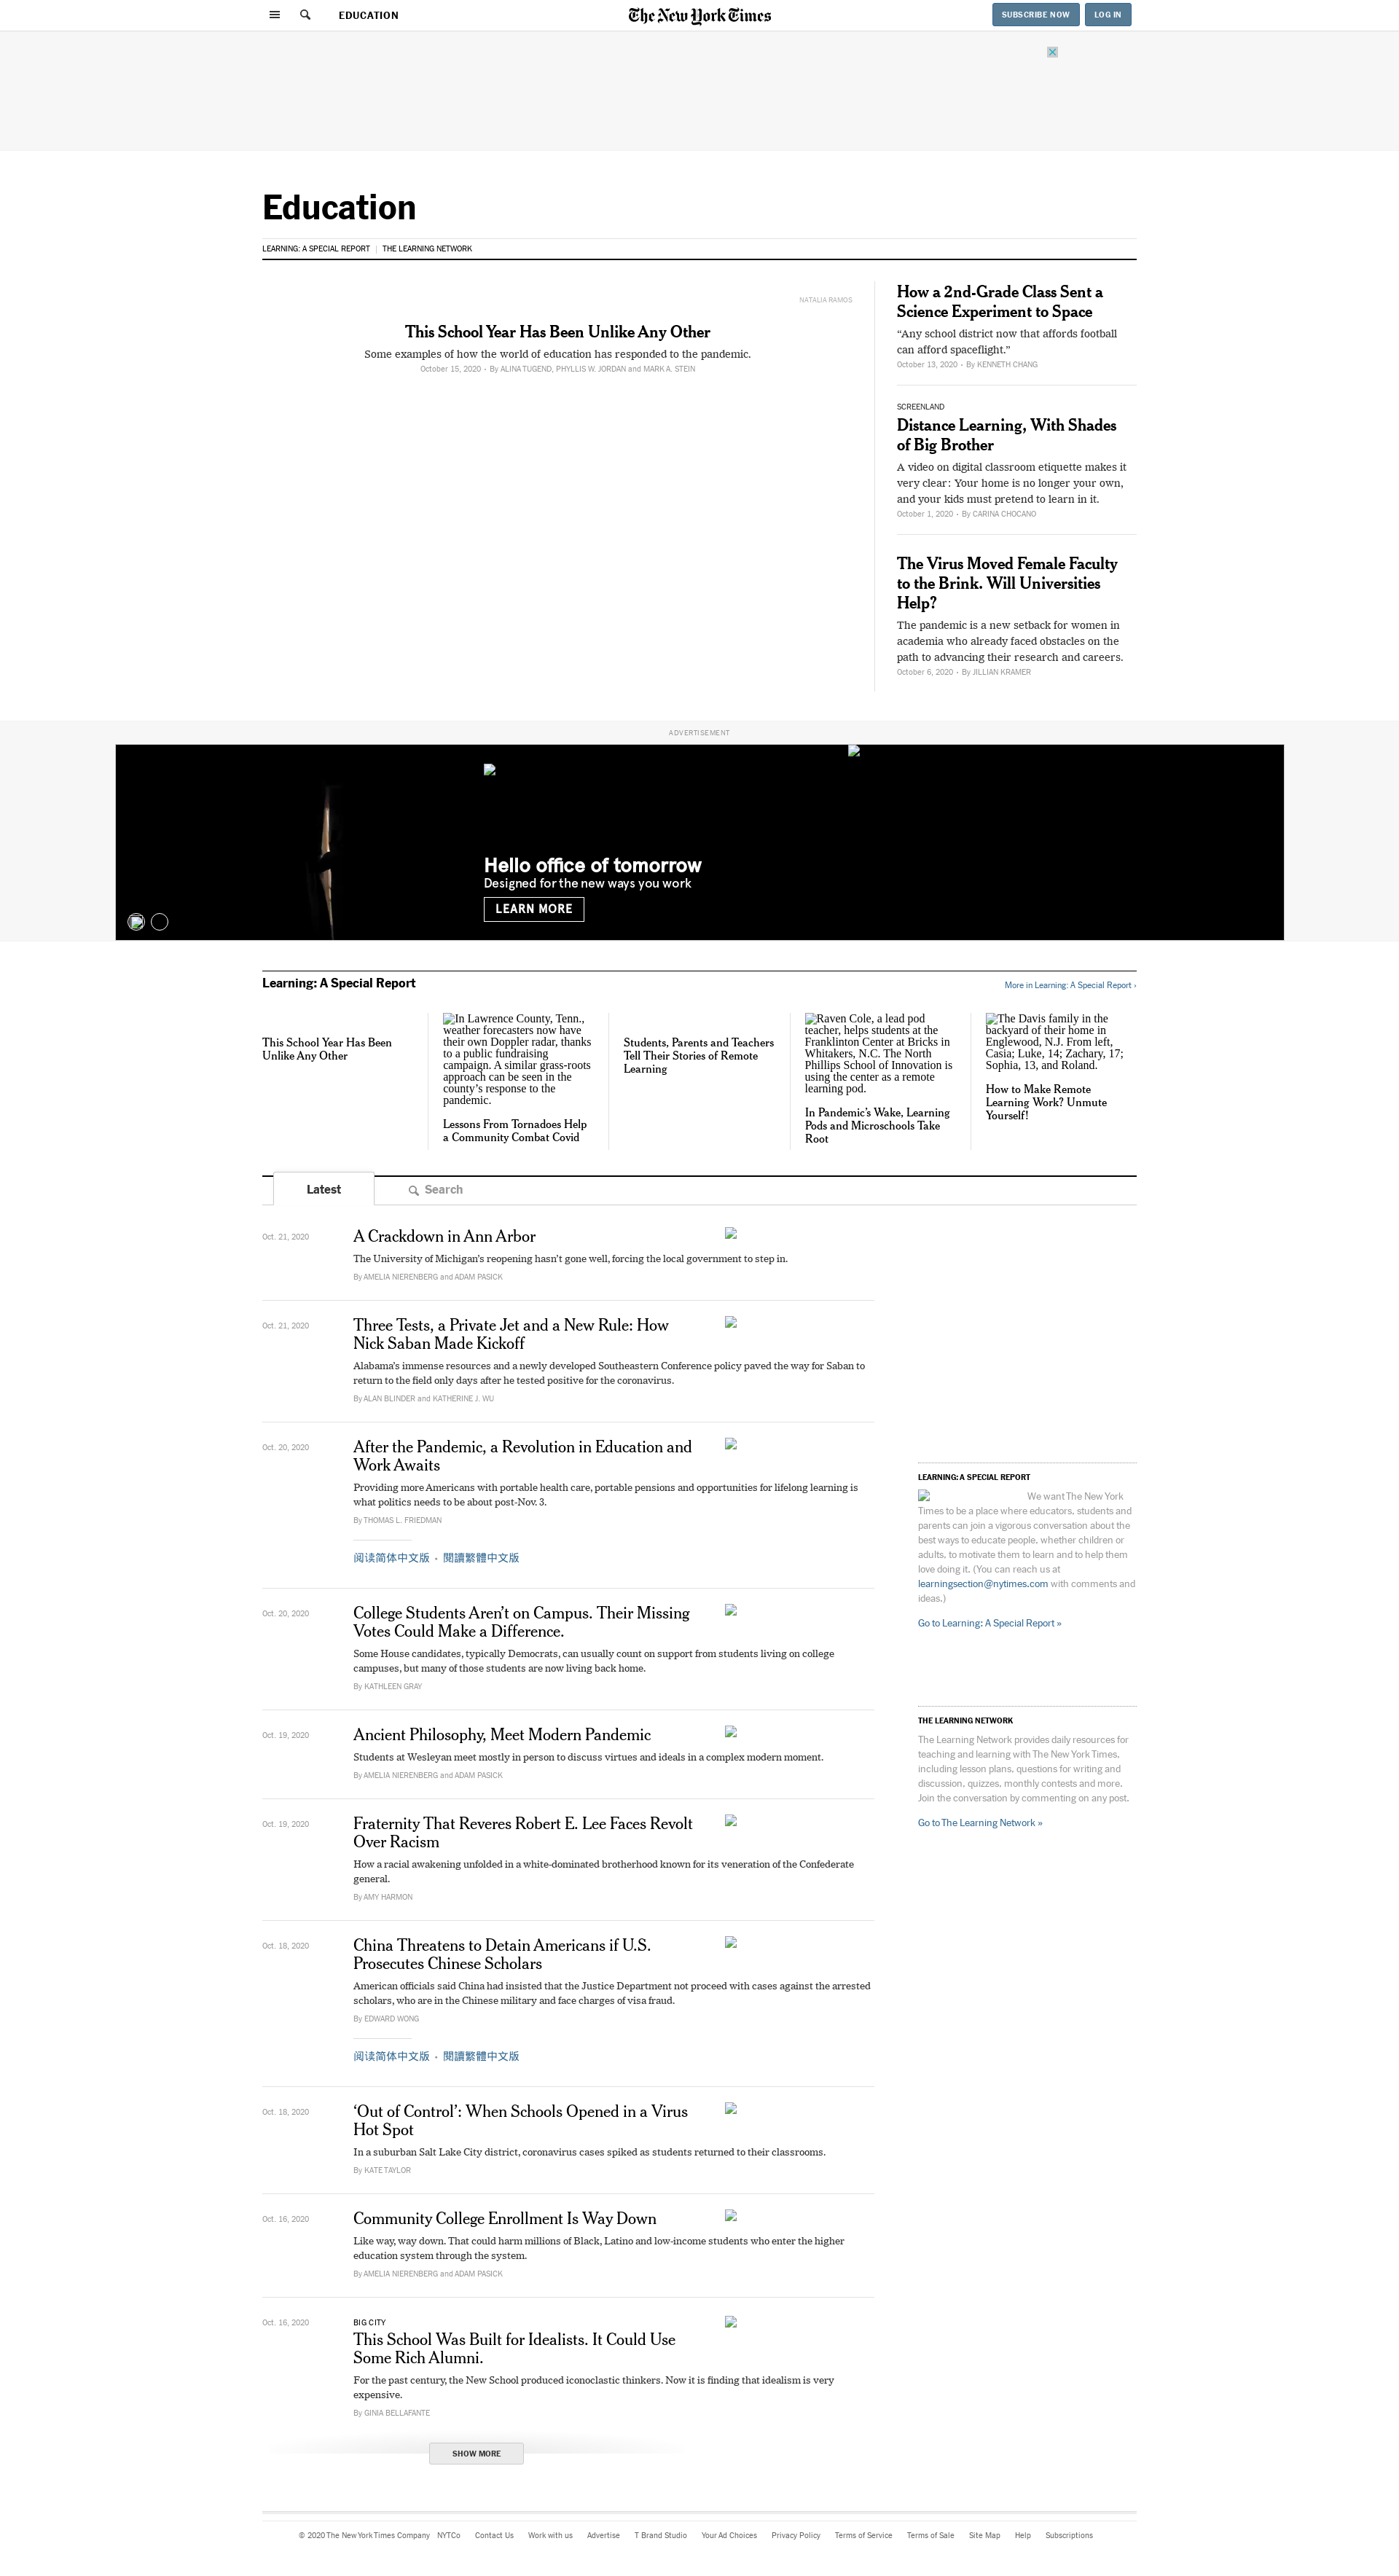 EDUCATION
The New York Times
SUBSCRIBE NOW
LOG IN
Education
LEARNING: A SPECIAL REPORT | THE LEARNING NETWORK
NATALIA RAMOS
This School Year Has Been Unlike Any Other
Some examples of how the world of education has responded to the pandemic.
October 15, 2020 • By ALINA TUGEND, PHYLLIS W. JORDAN and MARK A. STEIN
How a 2nd-Grade Class Sent a
Science Experiment to Space
“Any school district now that affords football
can afford spaceflight.”
October 13, 2020 • By KENNETH CHANG
SCREENLAND
Distance Learning, With Shades
of Big Brother
A video on digital classroom etiquette makes it
very clear: Your home is no longer your own,
and your kids must pretend to learn in it.
October 1, 2020 • By CARINA CHOCANO
The Virus Moved Female Faculty
to the Brink. Will Universities
Help?
The pandemic is a new setback for women in
academia who already faced obstacles on the
path to advancing their research and careers.
October 6, 2020 • By JILLIAN KRAMER
ADVERTISEMENT
Hello office of tomorrow
Designed for the new ways you work
LEARN MORE
Learning: A Special Report
More in Learning: A Special Report ›
This School Year Has Been
Unlike Any Other
In Lawrence County, Tenn.,
weather forecasters now have
their own Doppler radar, thanks
to a public fundraising
campaign. A similar grass-roots
approach can be seen in the
county’s response to the
pandemic.
Lessons From Tornadoes Help
a Community Combat Covid
Students, Parents and Teachers
Tell Their Stories of Remote
Learning
Raven Cole, a lead pod
teacher, helps students at the
Franklinton Center at Bricks in
Whitakers, N.C. The North
Phillips School of Innovation is
using the center as a remote
learning pod.
In Pandemic’s Wake, Learning
Pods and Microschools Take
Root
The Davis family in the
backyard of their home in
Englewood, N.J. From left,
Casia; Luke, 14; Zachary, 17;
Sophia, 13, and Roland.
How to Make Remote
Learning Work? Unmute
Yourself!
Latest
Search
Oct. 21, 2020
A Crackdown in Ann Arbor
The University of Michigan’s reopening hasn’t gone well, forcing the local government to step in.
By AMELIA NIERENBERG and ADAM PASICK
Oct. 21, 2020
Three Tests, a Private Jet and a New Rule: How
Nick Saban Made Kickoff
Alabama’s immense resources and a newly developed Southeastern Conference policy paved the way for Saban to
return to the field only days after he tested positive for the coronavirus.
By ALAN BLINDER and KATHERINE J. WU
Oct. 20, 2020
After the Pandemic, a Revolution in Education and
Work Awaits
Providing more Americans with portable health care, portable pensions and opportunities for lifelong learning is
what politics needs to be about post-Nov. 3.
By THOMAS L. FRIEDMAN
阅读简体中文版 • 閱讀繁體中文版
Oct. 20, 2020
College Students Aren’t on Campus. Their Missing
Votes Could Make a Difference.
Some House candidates, typically Democrats, can usually count on support from students living on college
campuses, but many of those students are now living back home.
By KATHLEEN GRAY
Oct. 19, 2020
Ancient Philosophy, Meet Modern Pandemic
Students at Wesleyan meet mostly in person to discuss virtues and ideals in a complex modern moment.
By AMELIA NIERENBERG and ADAM PASICK
Oct. 19, 2020
Fraternity That Reveres Robert E. Lee Faces Revolt
Over Racism
How a racial awakening unfolded in a white-dominated brotherhood known for its veneration of the Confederate
general.
By AMY HARMON
Oct. 18, 2020
China Threatens to Detain Americans if U.S.
Prosecutes Chinese Scholars
American officials said China had insisted that the Justice Department not proceed with cases against the arrested
scholars, who are in the Chinese military and face charges of visa fraud.
By EDWARD WONG
阅读简体中文版 • 閱讀繁體中文版
Oct. 18, 2020
‘Out of Control’: When Schools Opened in a Virus
Hot Spot
In a suburban Salt Lake City district, coronavirus cases spiked as students returned to their classrooms.
By KATE TAYLOR
Oct. 16, 2020
Community College Enrollment Is Way Down
Like way, way down. That could harm millions of Black, Latino and low-income students who enter the higher
education system through the system.
By AMELIA NIERENBERG and ADAM PASICK
Oct. 16, 2020
BIG CITY
This School Was Built for Idealists. It Could Use
Some Rich Alumni.
For the past century, the New School produced iconoclastic thinkers. Now it is finding that idealism is very
expensive.
By GINIA BELLAFANTE
SHOW MORE
LEARNING: A SPECIAL REPORT
We want The New York
Times to be a place where educators, students and
parents can join a vigorous conversation about the
best ways to educate people, whether children or
adults, to motivate them to learn and to help them
love doing it. (You can reach us at
learningsection@nytimes.com with comments and
ideas.)
Go to Learning: A Special Report »
THE LEARNING NETWORK
The Learning Network provides daily resources for
teaching and learning with The New York Times,
including lesson plans, questions for writing and
discussion, quizzes, monthly contests and more.
Join the conversation by commenting on any post.
Go to The Learning Network »
© 2020 The New York Times Company NYTCo Contact Us Work with us Advertise T Brand Studio Your Ad Choices Privacy Policy Terms of Service Terms of Sale Site Map Help Subscriptions